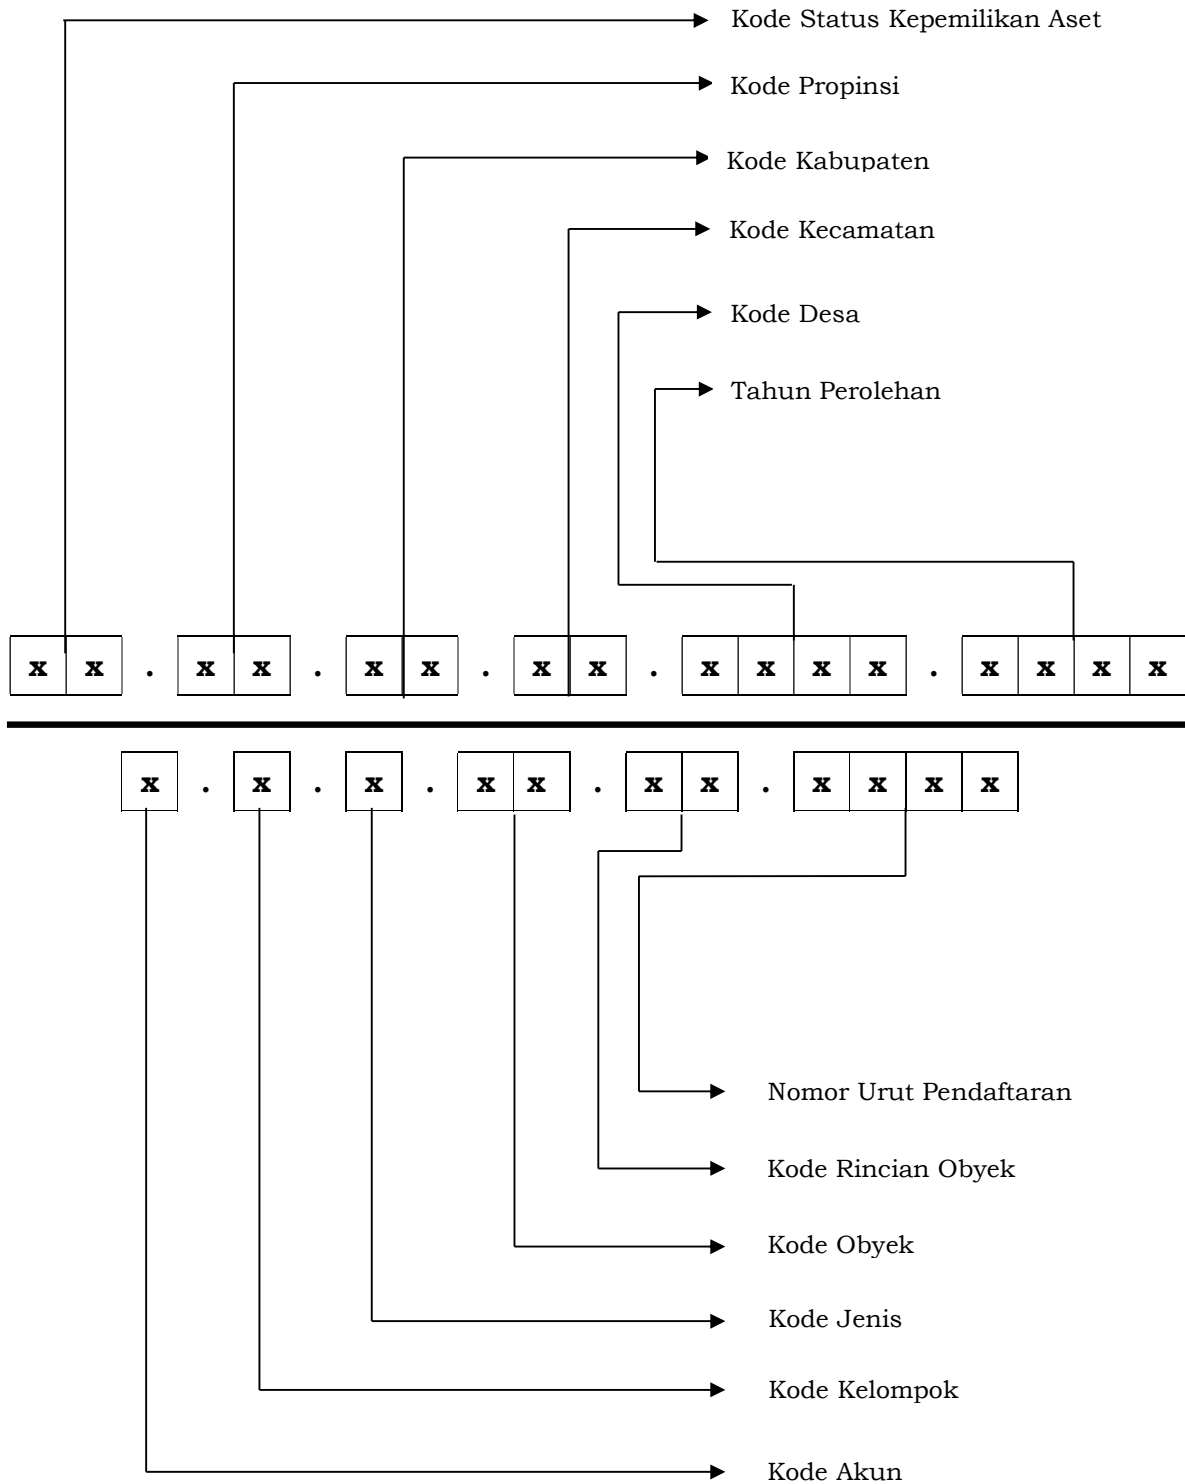 Kode Status Kepemilikan Aset
Kode Propinsi
Kode Kabupaten
Kode Kecamatan
Kode Desa
Tahun Perolehan
x x . x x . x x . x x . x x x x . x x x x
x . x . x . x x . x x . x x x x
Nomor Urut Pendaftaran
Kode Rincian Obyek
Kode Obyek
Kode Jenis
Kode Kelompok
Kode Akun